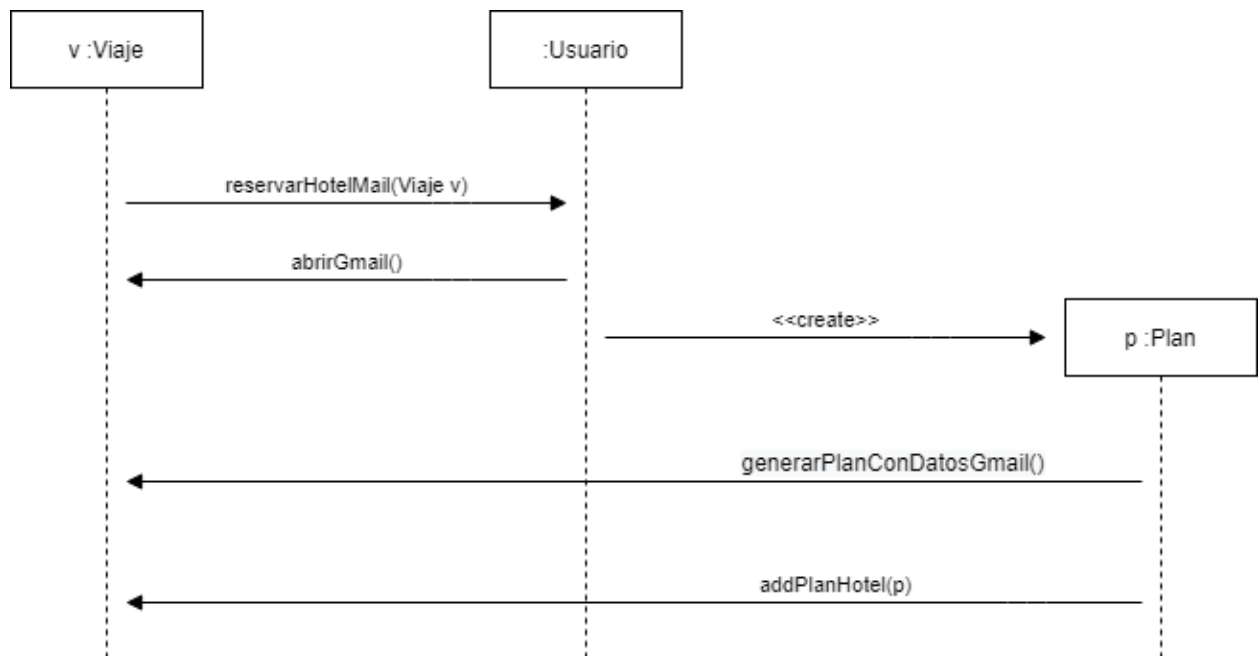 v :Viaje
:Usuario
reservarHotelMail(Viaje v)
abrirGmail()
<<create>>
p :Plan
generarPlanConDatosGmail()
addPlanHotel(p)